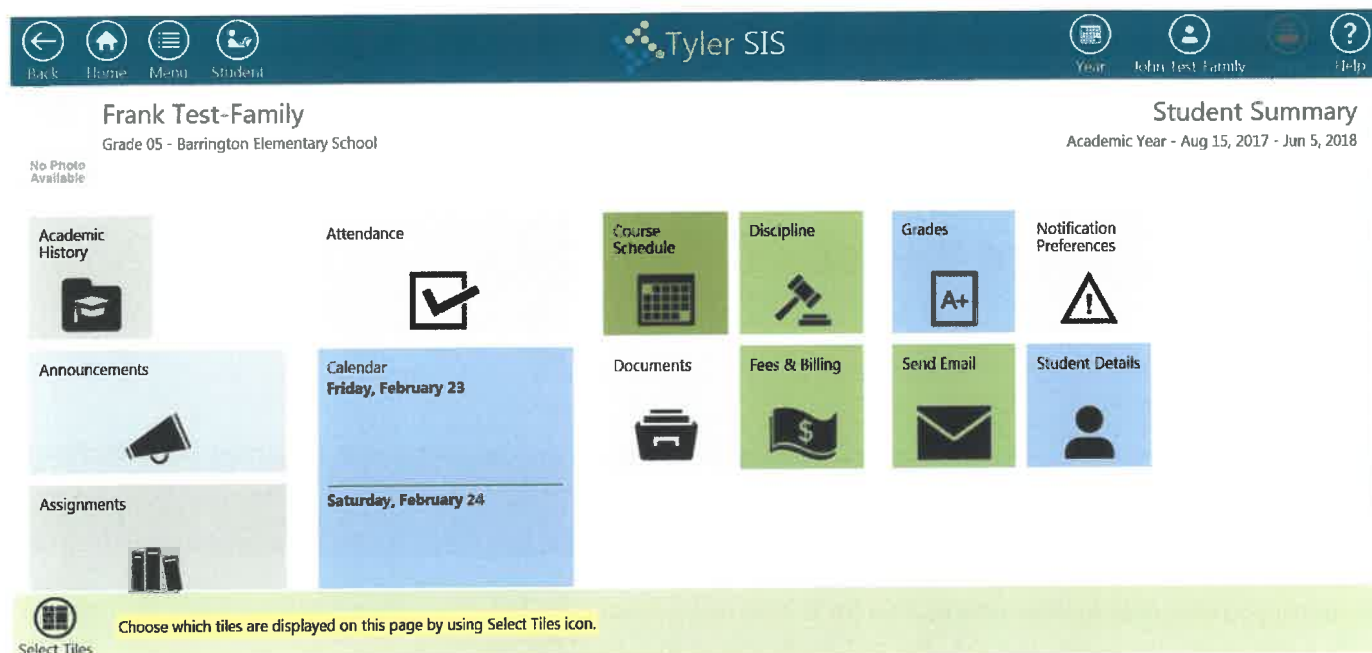 Tyler SIS
Back Home Menu Student
Year John Test-Family Help
Frank Test-Family
Grade 05 - Barrington Elementary School
No Photo
Available
Student Summary
Academic Year - Aug 15, 2017 - Jun 5, 2018
Academic
History
Attendance
Course
Schedule
Discipline
Grades
A+
Notification
Preferences
Announcements
Calendar
Friday, February 23
Saturday, February 24
Documents
Fees & Billing
$
Send Email
Student Details
Assignments
Select Tiles
Choose which tiles are displayed on this page by using Select Tiles icon.